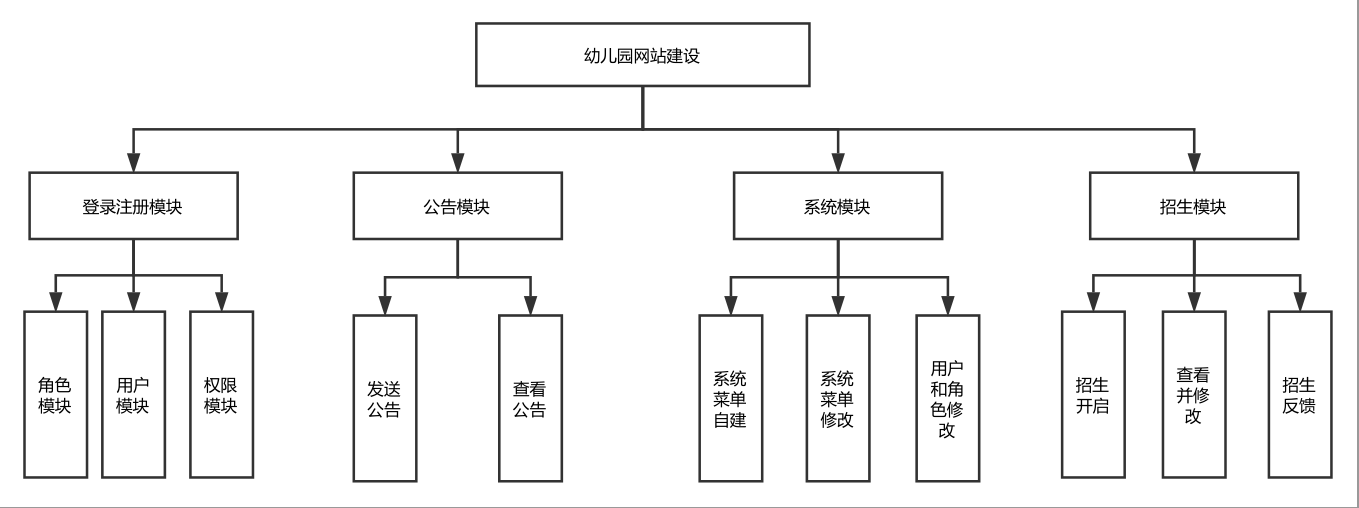 幼儿园网站建设
登录注册模块
公告模块
系统模块
招生模块
角色
模块
用户
模块
权限
模块
发送
公告
查看
公告
系统
菜单
自建
系统
菜单
修改
用户
和角
色修
改
招生
开启
查看
并修
改
招生
反馈